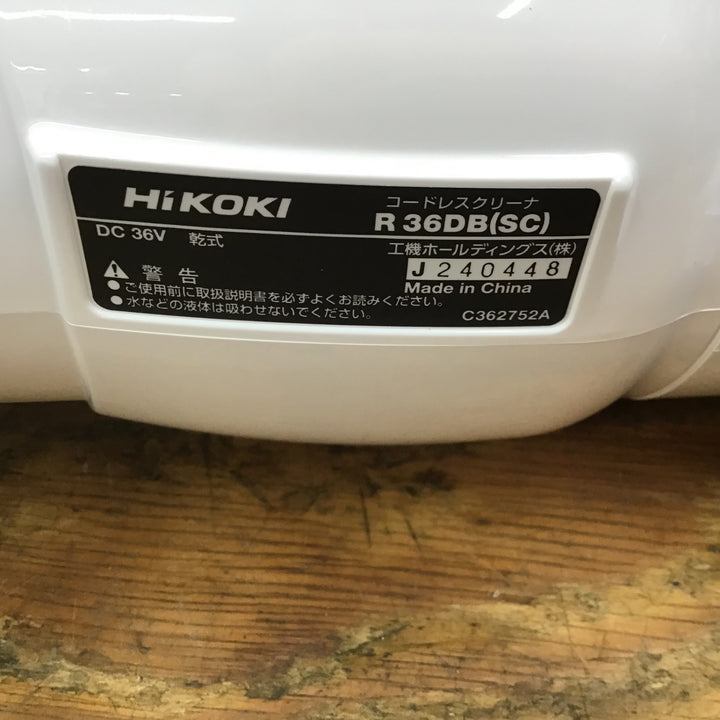 HiKOKI
コードレスクリーナ
R 36DB(SC)
DC 36V 乾式
工機ホールディングス(株)
J 240448
警告
Made in China
●ご使用前に取扱説明書を必ずよくお読みください。
●水などの液体は吸わせないでください。
C362752A